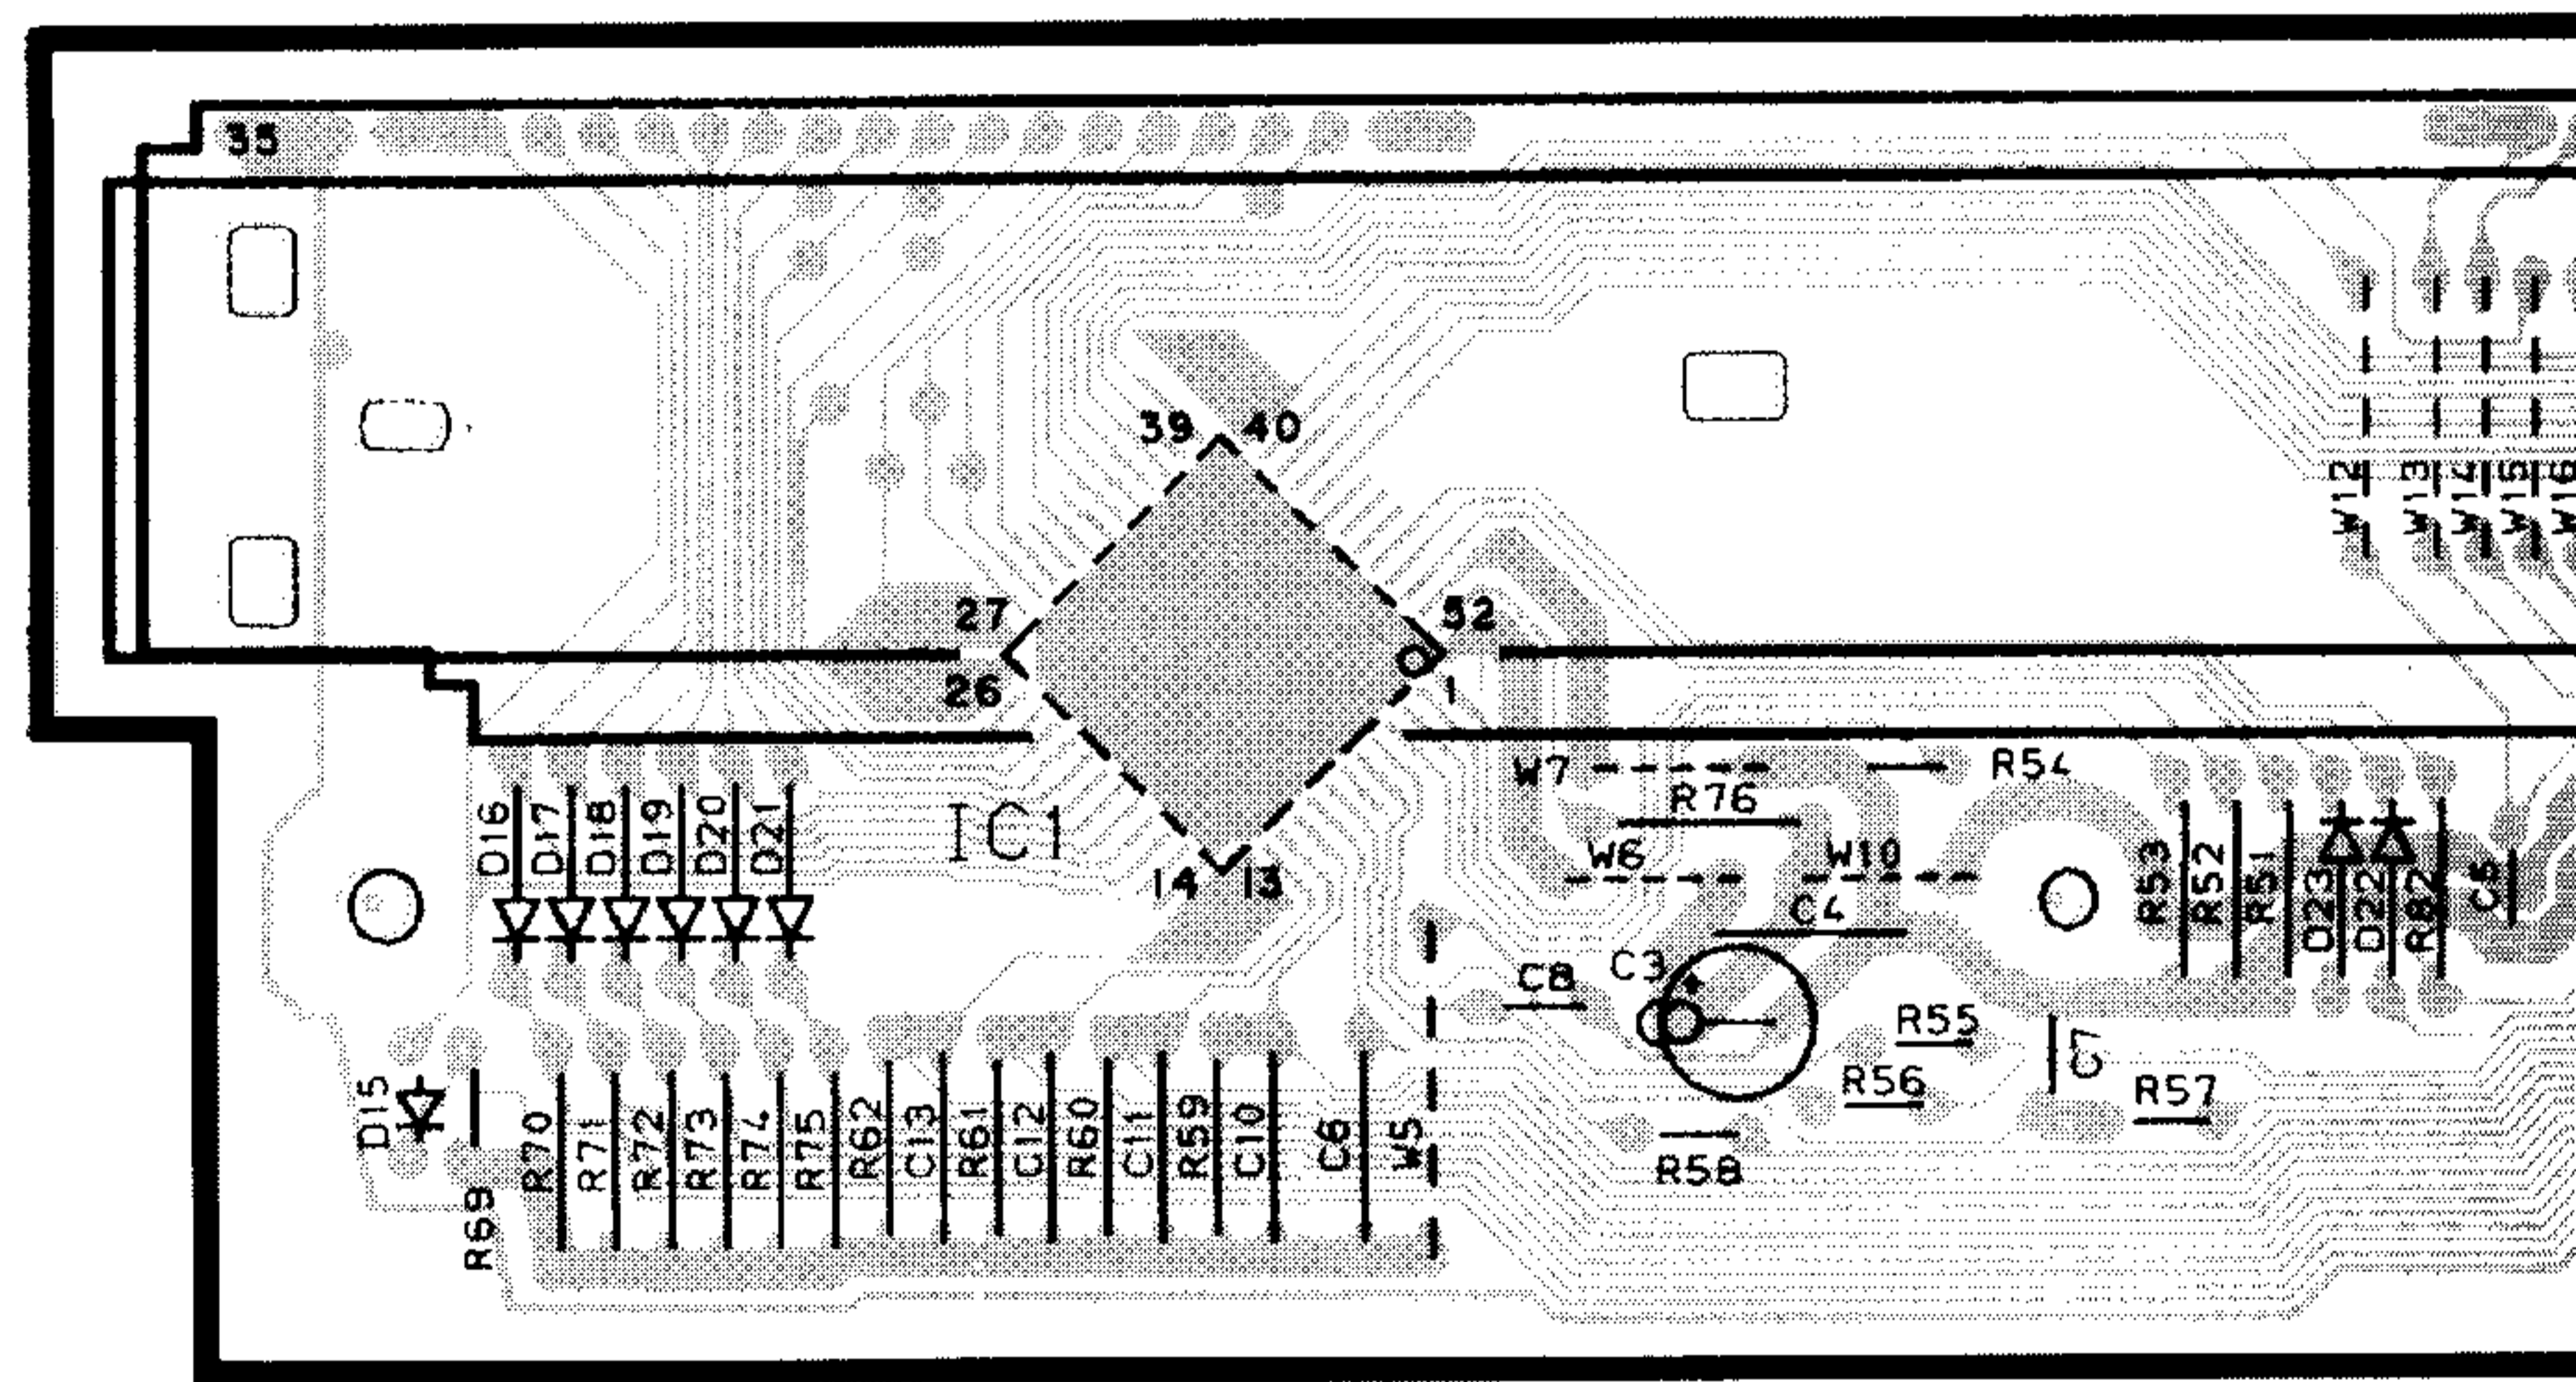 35
39 40
W12 W13 W14 W15 W16
27 52
26 1
W7 R54
R76
D16 D17 D18 D19 D20 D21 IC1 W6 W10
14 13 R53 R52 R51 D23 D22 R82 C5
C4
C8 C3 +
R55 C7
D15 R56 R57
R70 R71 R72 R73 R74 R75 R62 C13 R61 C12 R60 C11 R59 C10 C6 W5
R58
R69